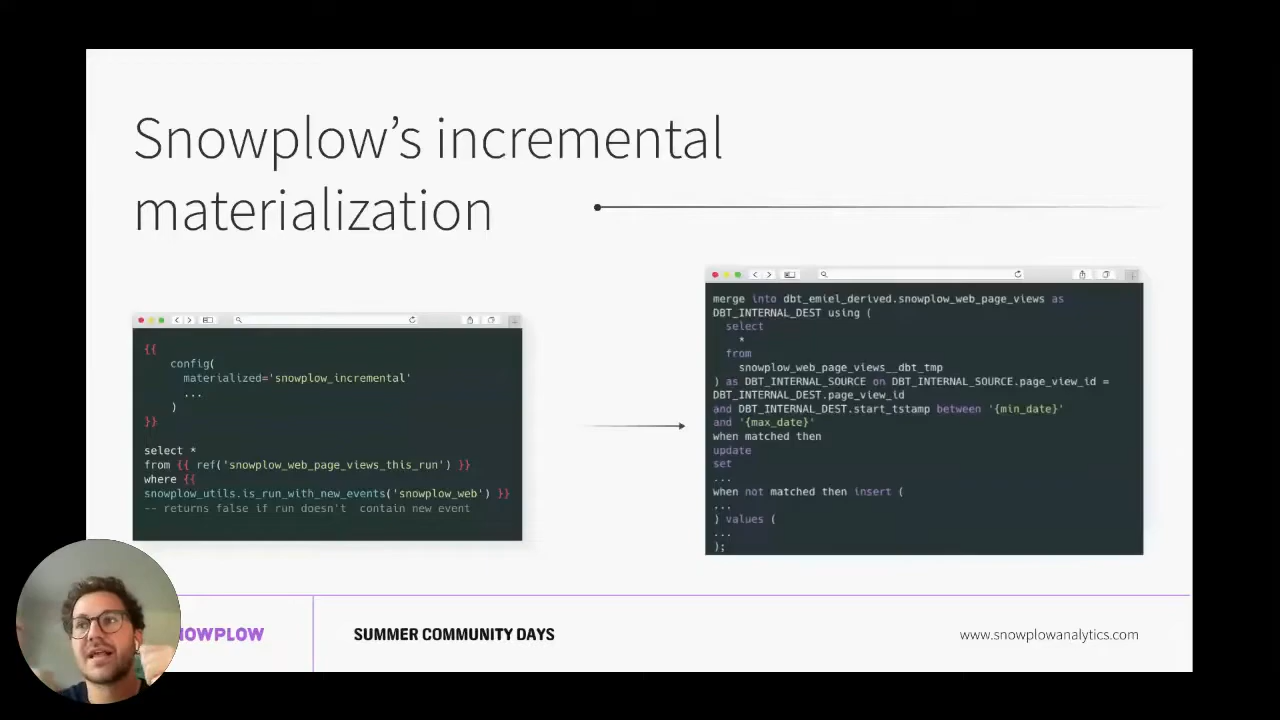 Snowplow’s incremental
materialization
{{
config(
materialized='snowplow_incremental'
...
)
}}
select *
from {{ ref('snowplow_web_page_views_this_run') }}
where {{
snowplow_utils.is_run_with_new_events('snowplow_web') }}
-- returns false if run doesn't  contain new event
merge into dbt_emiel_derived.snowplow_web_page_views as
DBT_INTERNAL_DEST using (
select
*
from
snowplow_web_page_views__dbt_tmp
) as DBT_INTERNAL_SOURCE on DBT_INTERNAL_SOURCE.page_view_id =
DBT_INTERNAL_DEST.page_view_id
and DBT_INTERNAL_DEST.start_tstamp between '{min_date}'
and '{max_date}'
when matched then
update
set
...
when not matched then insert (
...
) values (
...
);
NOWPLOW
SUMMER COMMUNITY DAYS
www.snowplowanalytics.com